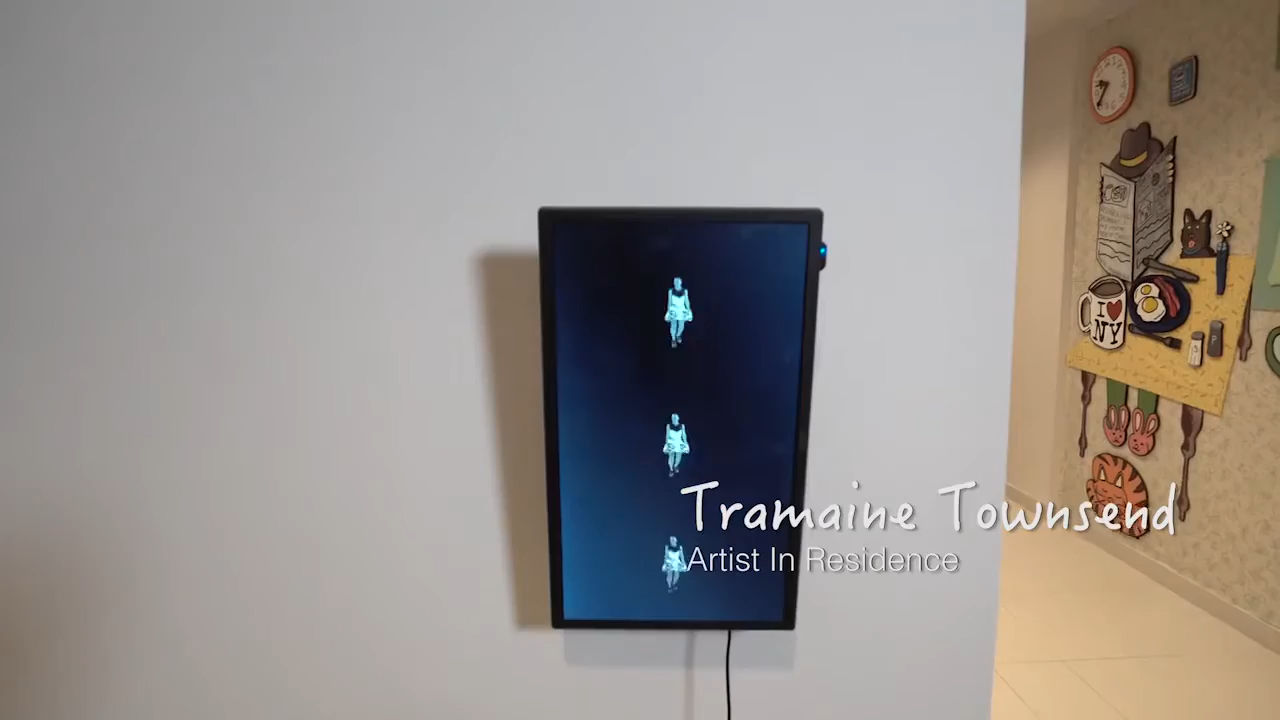 I ♥
NY
Tramaine Townsend
Artist In Residence